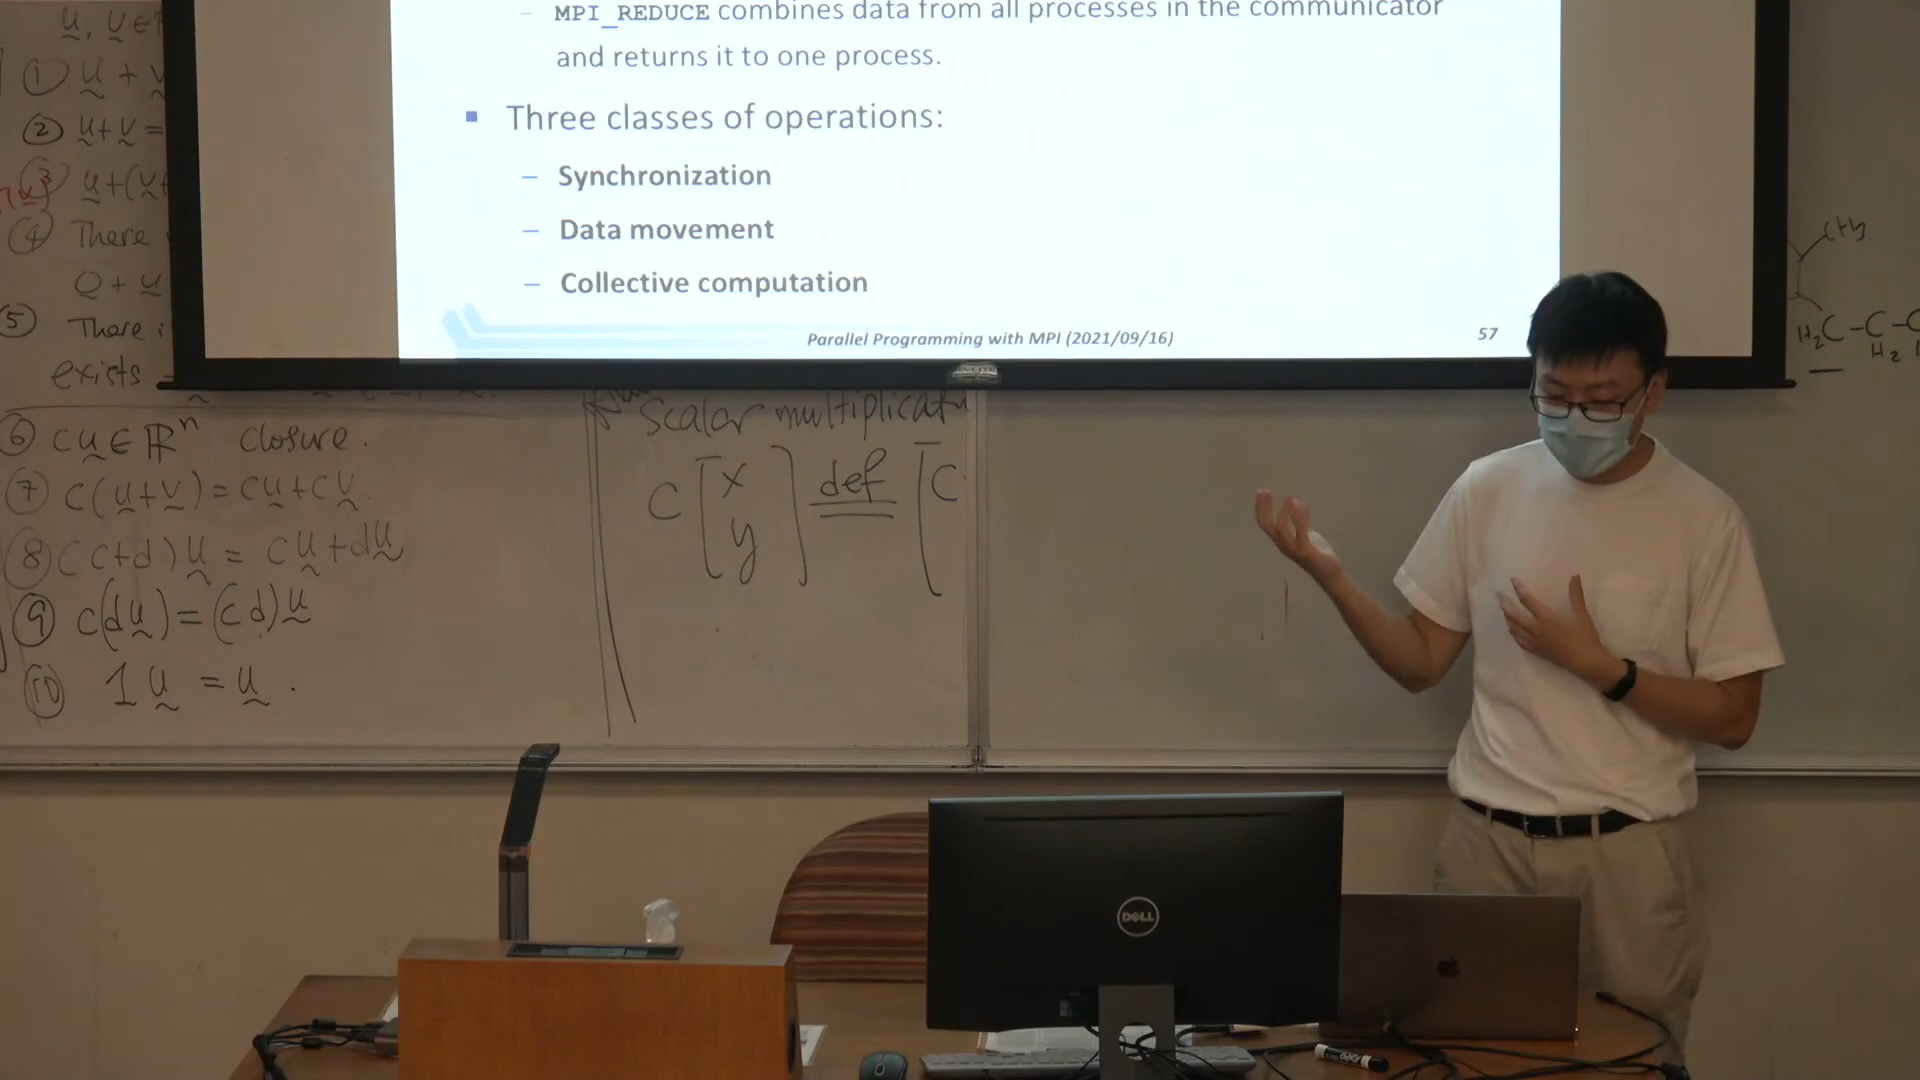 – MPI_REDUCE combines data from all processes in the communicator
and returns it to one process.
▪ Three classes of operations:
– Synchronization
– Data movement
– Collective computation
Parallel Programming with MPI (2021/09/16)
57
u, v ∈
① u + v
② u + v =
③ u + (v +
④ There
0 + u
⑤ There i
exists
⑥ cu ∈ ℝⁿ closure.
⑦ c(u+v) = cu + cv.
⑧ (c+d)u = cu + du
⑨ c(du) = (cd)u
⑩ 1u = u.
Scalar multiplicat
c [x y] def [c
CH₃
H₂C-C-C
H₂
DELL